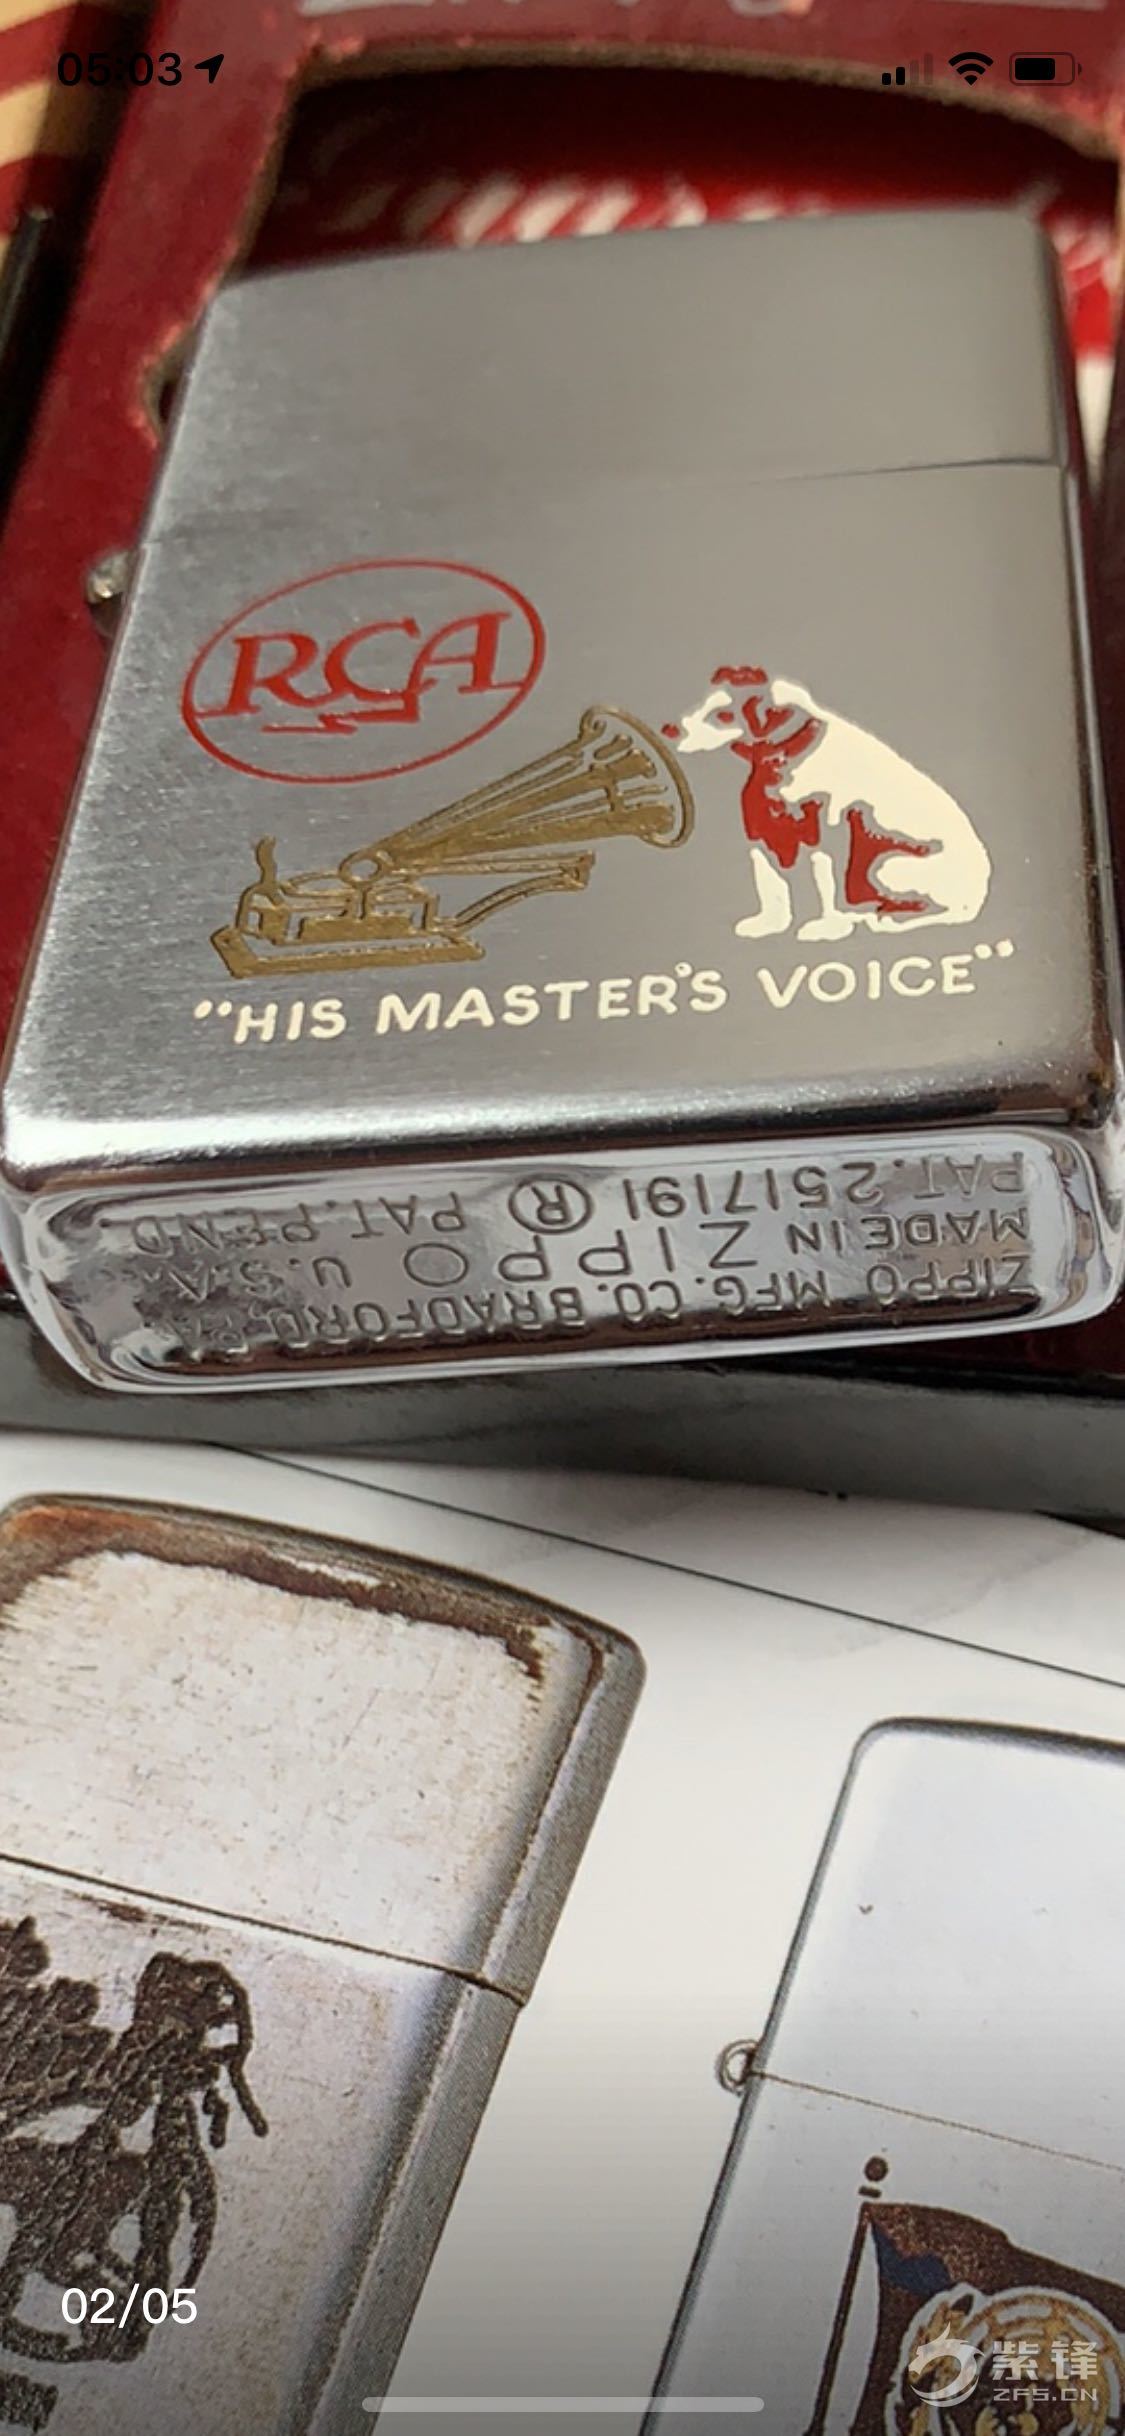 05:03
RCA
"HIS MASTER'S VOICE"
ZIPPO MFG. CO. BRADFORD, PA.
MADE IN ZIPPO U.S.A.
PAT. 2517191 ® PAT. PEND.
02/05
紫锋
ZFS.CN